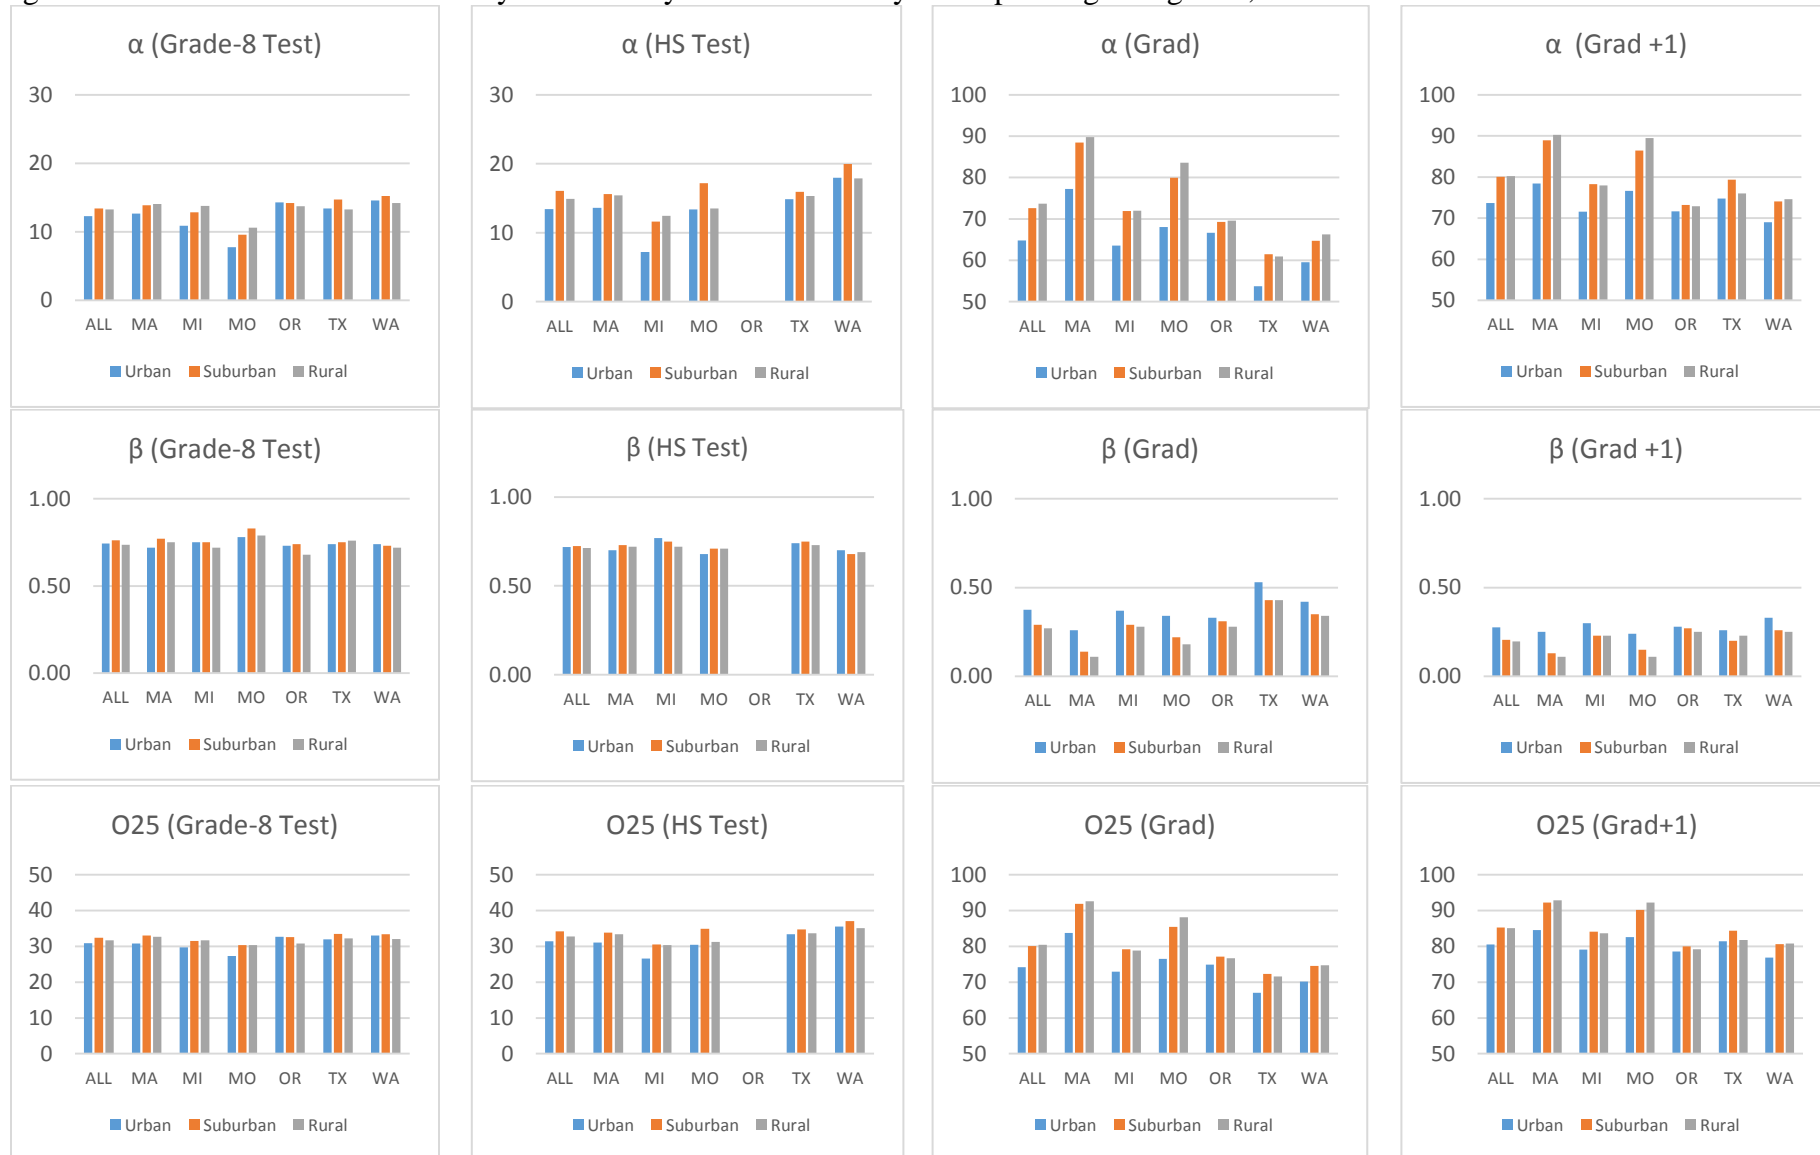 α (Grade-8 Test)
30
20
10
0
ALL MA MI MO OR TX WA
Urban Suburban Rural
α (HS Test)
30
20
10
0
ALL MA MI MO OR TX WA
Urban Suburban Rural
α (Grad)
100
90
80
70
60
50
ALL MA MI MO OR TX WA
Urban Suburban Rural
α (Grad +1)
100
90
80
70
60
50
ALL MA MI MO OR TX WA
Urban Suburban Rural
β (Grade-8 Test)
1.00
0.50
0.00
ALL MA MI MO OR TX WA
Urban Suburban Rural
β (HS Test)
1.00
0.50
0.00
ALL MA MI MO OR TX WA
Urban Suburban Rural
β (Grad)
1.00
0.50
0.00
ALL MA MI MO OR TX WA
Urban Suburban Rural
β (Grad +1)
1.00
0.50
0.00
ALL MA MI MO OR TX WA
Urban Suburban Rural
O25 (Grade-8 Test)
50
40
30
20
10
0
ALL MA MI MO OR TX WA
Urban Suburban Rural
O25 (HS Test)
50
40
30
20
10
0
ALL MA MI MO OR TX WA
Urban Suburban Rural
O25 (Grad)
100
90
80
70
60
50
ALL MA MI MO OR TX WA
Urban Suburban Rural
O25 (Grad+1)
100
90
80
70
60
50
ALL MA MI MO OR TX WA
Urban Suburban Rural